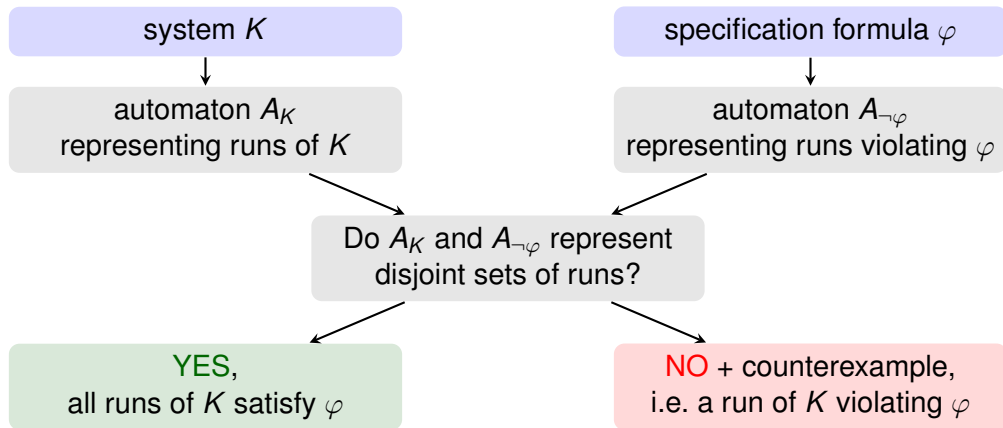 system K
specification formula φ
automaton A_K
representing runs of K
automaton A_¬φ
representing runs violating φ
Do A_K and A_¬φ represent
disjoint sets of runs?
YES,
all runs of K satisfy φ
NO + counterexample,
i.e. a run of K violating φ